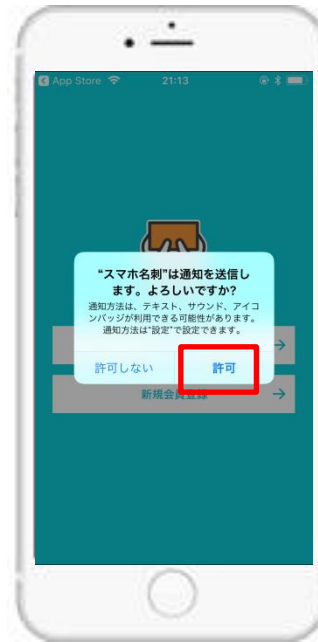 App Store 21:13
“スマホ名刺”は通知を送信し
ます。よろしいですか?
通知方法は、テキスト、サウンド、アイコ
ンバッジが利用できる可能性があります。
通知方法は“設定”で設定できます。
許可しない 許可
新規会員登録